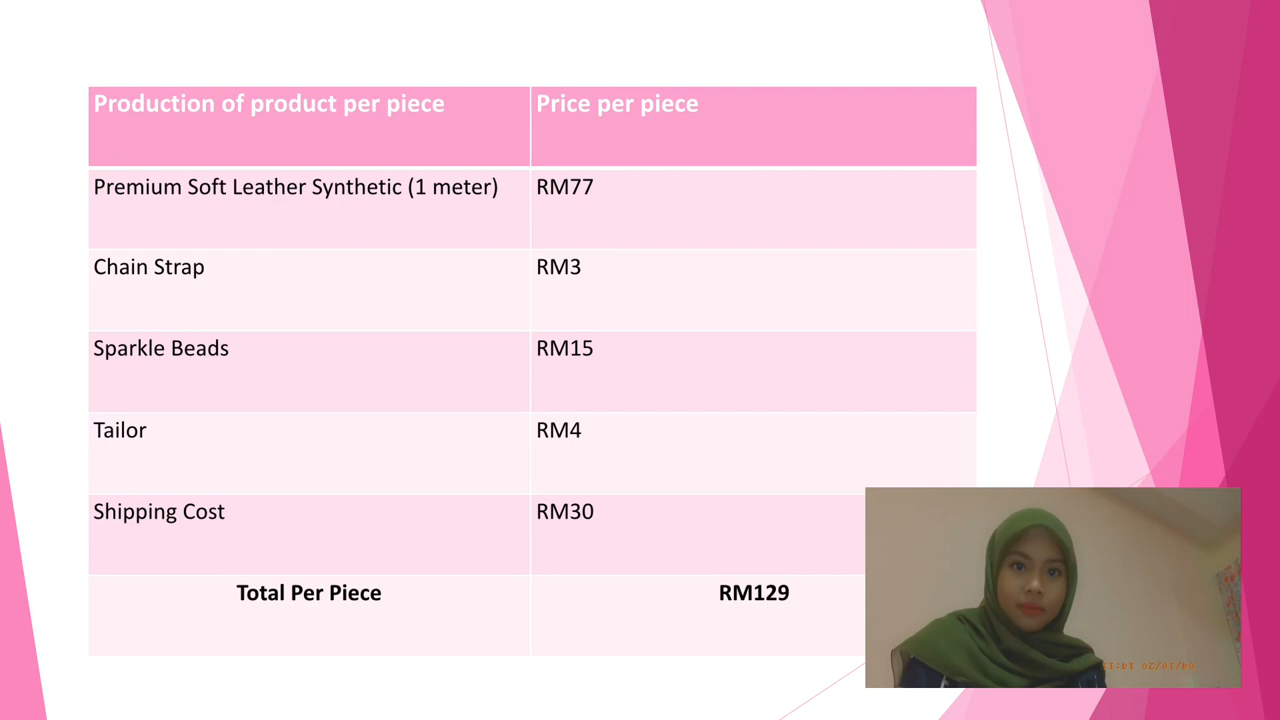 Production of product per piece
Price per piece
Premium Soft Leather Synthetic (1 meter)
RM77
Chain Strap
RM3
Sparkle Beads
RM15
Tailor
RM4
Shipping Cost
RM30
Total Per Piece
RM129